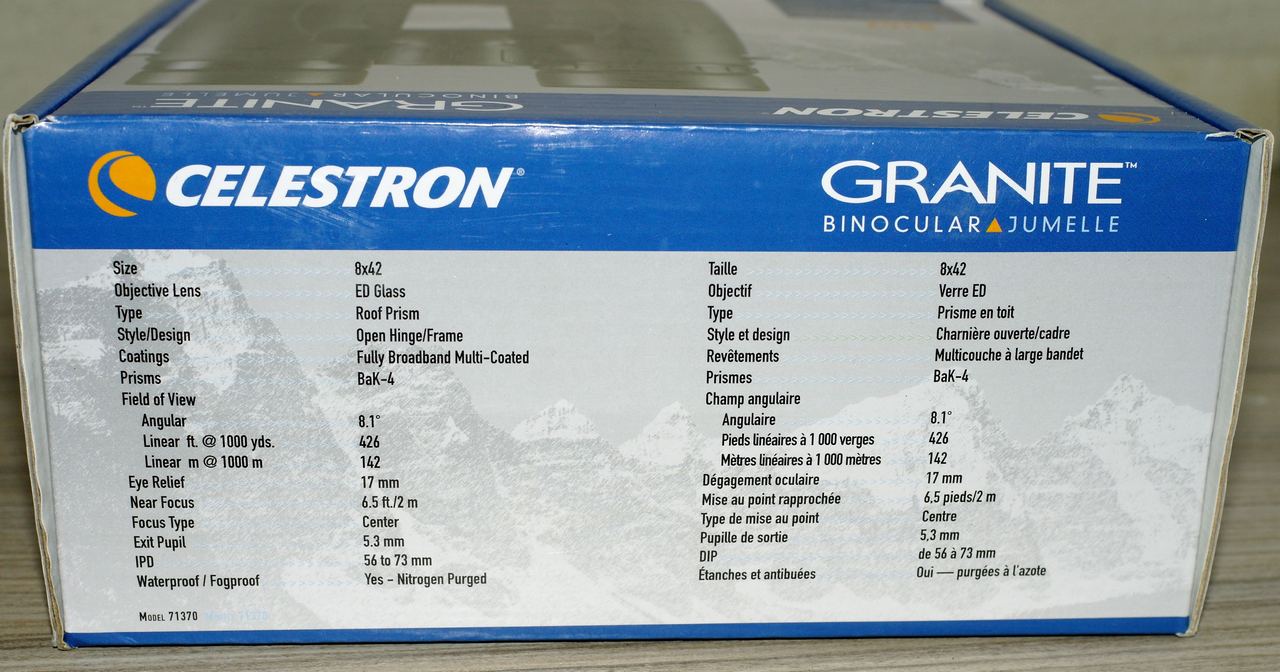 GRANITE
BINOCULAR JUMELLE
CELESTRON
CELESTRON®
GRANITE™
BINOCULAR JUMELLE
Size 8x42
Objective Lens ED Glass
Type Roof Prism
Style/Design Open Hinge/Frame
Coatings Fully Broadband Multi-Coated
Prisms BaK-4
Field of View
Angular 8.1°
Linear ft. @ 1000 yds. 426
Linear m @ 1000 m 142
Eye Relief 17 mm
Near Focus 6.5 ft./2 m
Focus Type Center
Exit Pupil 5.3 mm
IPD 56 to 73 mm
Waterproof / Fogproof Yes – Nitrogen Purged
MODEL 71370
Taille 8x42
Objectif Verre ED
Type Prisme en toit
Style et design Charnière ouverte/cadre
Revêtements Multicouche à large bandet
Prismes BaK-4
Champ angulaire
Angulaire 8.1°
Pieds linéaires à 1 000 verges 426
Mètres linéaires à 1 000 mètres 142
Dégagement oculaire 17 mm
Mise au point rapprochée 6,5 pieds/2 m
Type de mise au point Centre
Pupille de sortie 5,3 mm
DIP de 56 à 73 mm
Étanches et antibuées Oui — purgées à l'azote